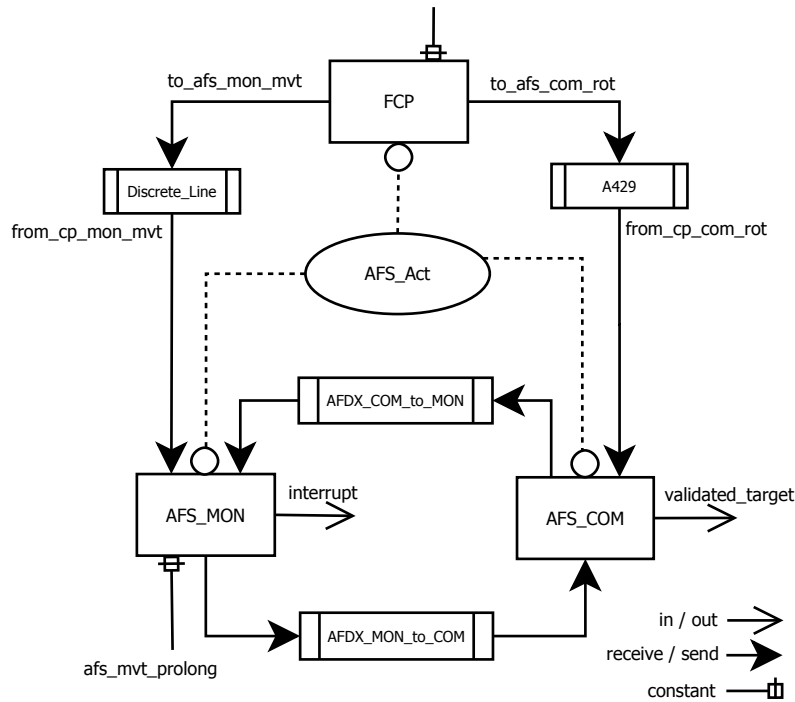 to_afs_mon_mvt
FCP
to_afs_com_rot
Discrete_Line
A429
from_cp_mon_mvt
from_cp_com_rot
AFS_Act
AFDX_COM_to_MON
AFS_MON
interrupt
AFS_COM
validated_target
AFDX_MON_to_COM
afs_mvt_prolong
in / out
receive / send
constant